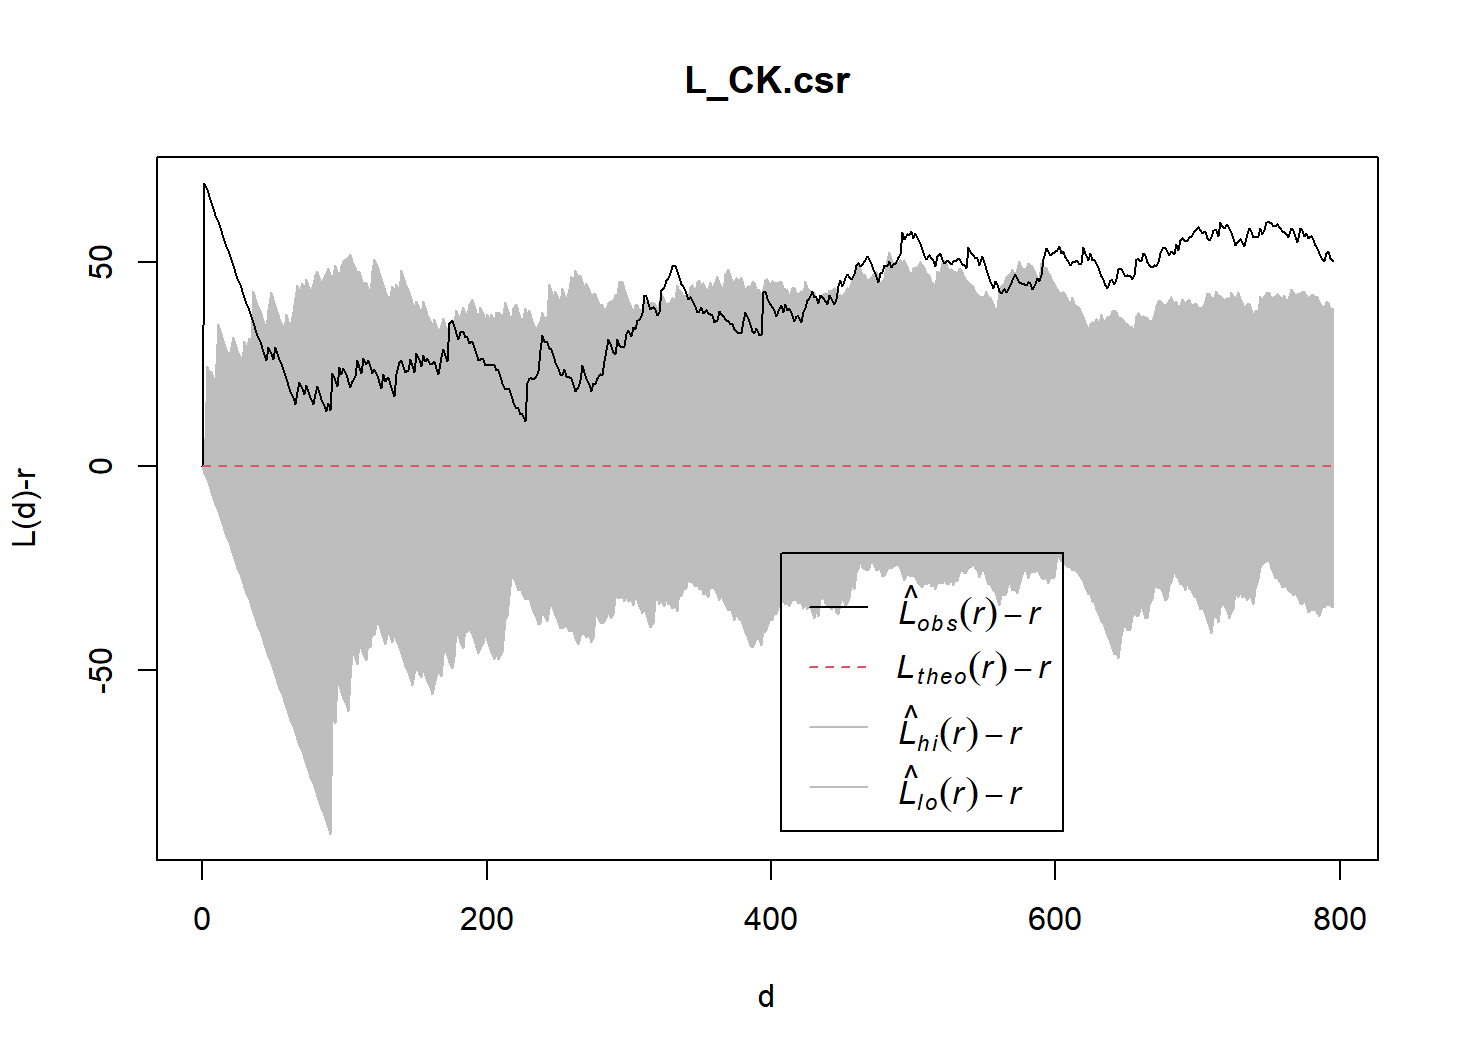 L_CK.csr
50
0
-50
L(d)-r
L̂obs(r) – r
Ltheo(r) – r
L̂hi(r) – r
L̂lo(r) – r
0 200 400 600 800
d